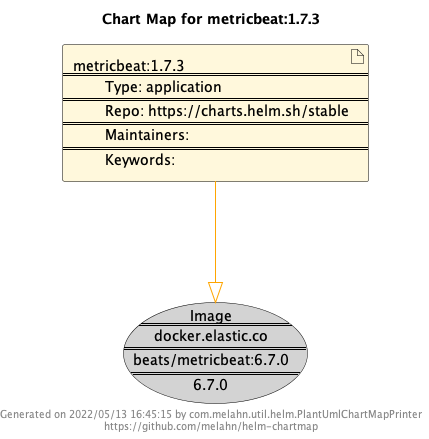 Chart Map for metricbeat:1.7.3
metricbeat:1.7.3
Type: application
Repo: https://charts.helm.sh/stable
Maintainers:
Keywords:
Image
docker.elastic.co
beats/metricbeat:6.7.0
6.7.0
Generated on 2022/05/13 16:45:15 by com.melahn.util.helm.PlantUmlChartMapPrinter
https://github.com/melahn/helm-chartmap